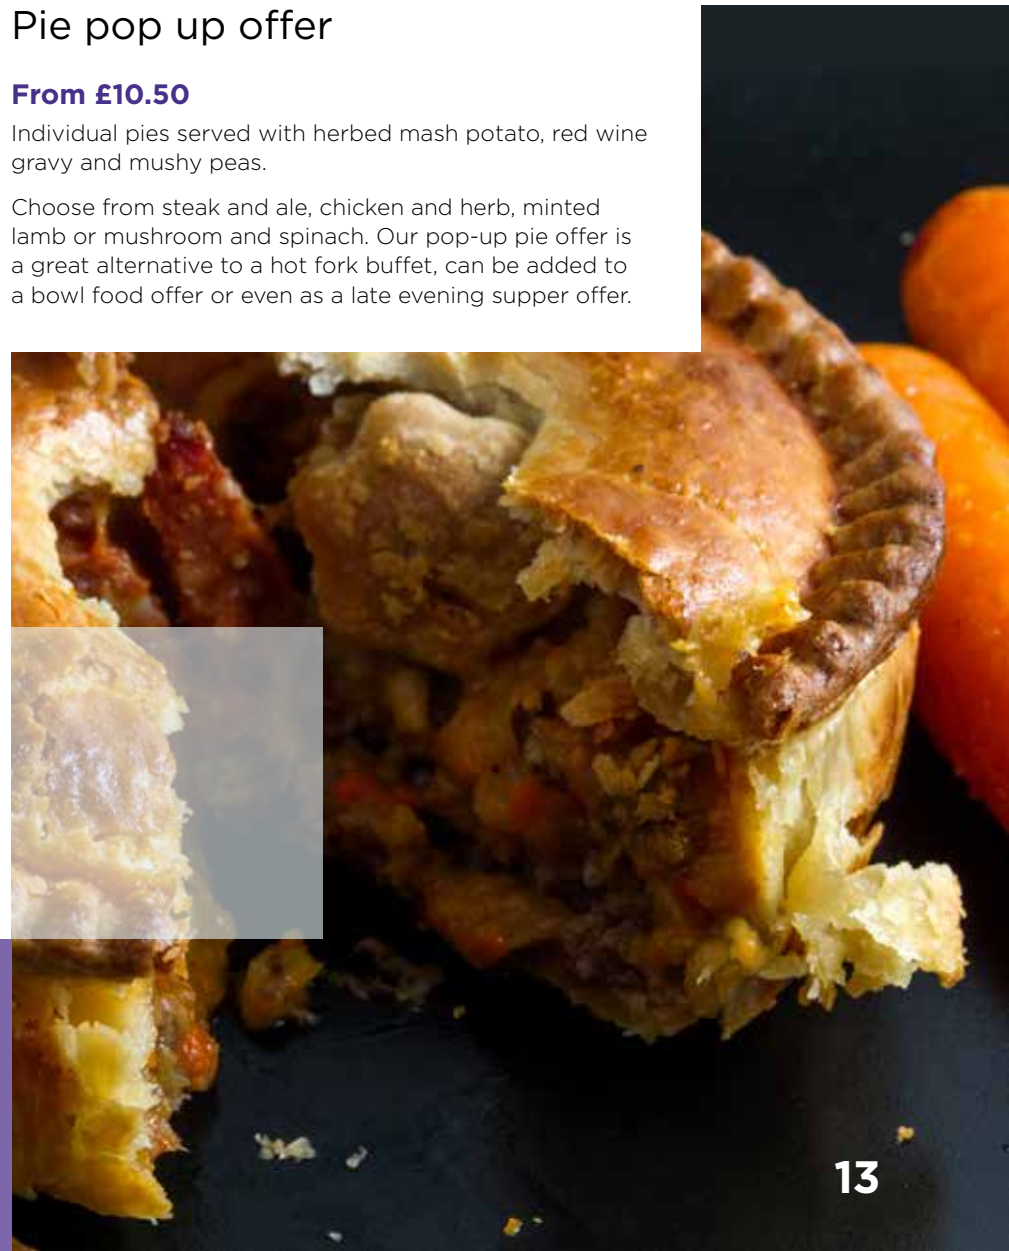 Pie pop up offer
From £10.50
Individual pies served with herbed mash potato, red wine
gravy and mushy peas.
Choose from steak and ale, chicken and herb, minted
lamb or mushroom and spinach. Our pop-up pie offer is
a great alternative to a hot fork buffet, can be added to
a bowl food offer or even as a late evening supper offer.
13